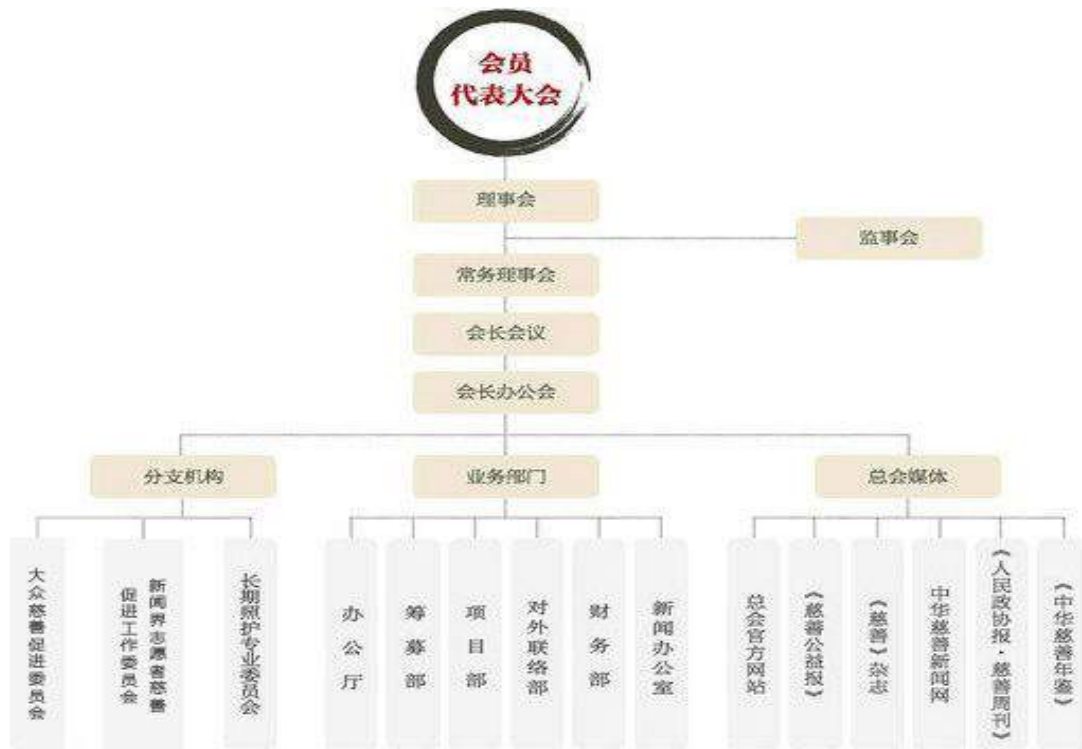 会员
代表大会
理事会
监事会
常务理事会
会长会议
会长办公会
分支机构
业务部门
总会媒体
大众慈善促进委员会
新闻界志愿者慈善
促进工作委员会
长期照护专业委员会
办公厅
筹募部
项目部
对外联络部
财务部
新闻办公室
总会官方网站
《慈善公益报》
《慈善》杂志
中华慈善新闻网
《人民政协报·慈善周刊》
《中华慈善年鉴》